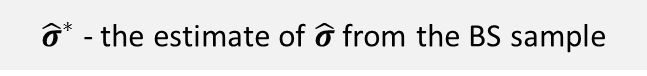 σ̂* - the estimate of σ̂ from the BS sample